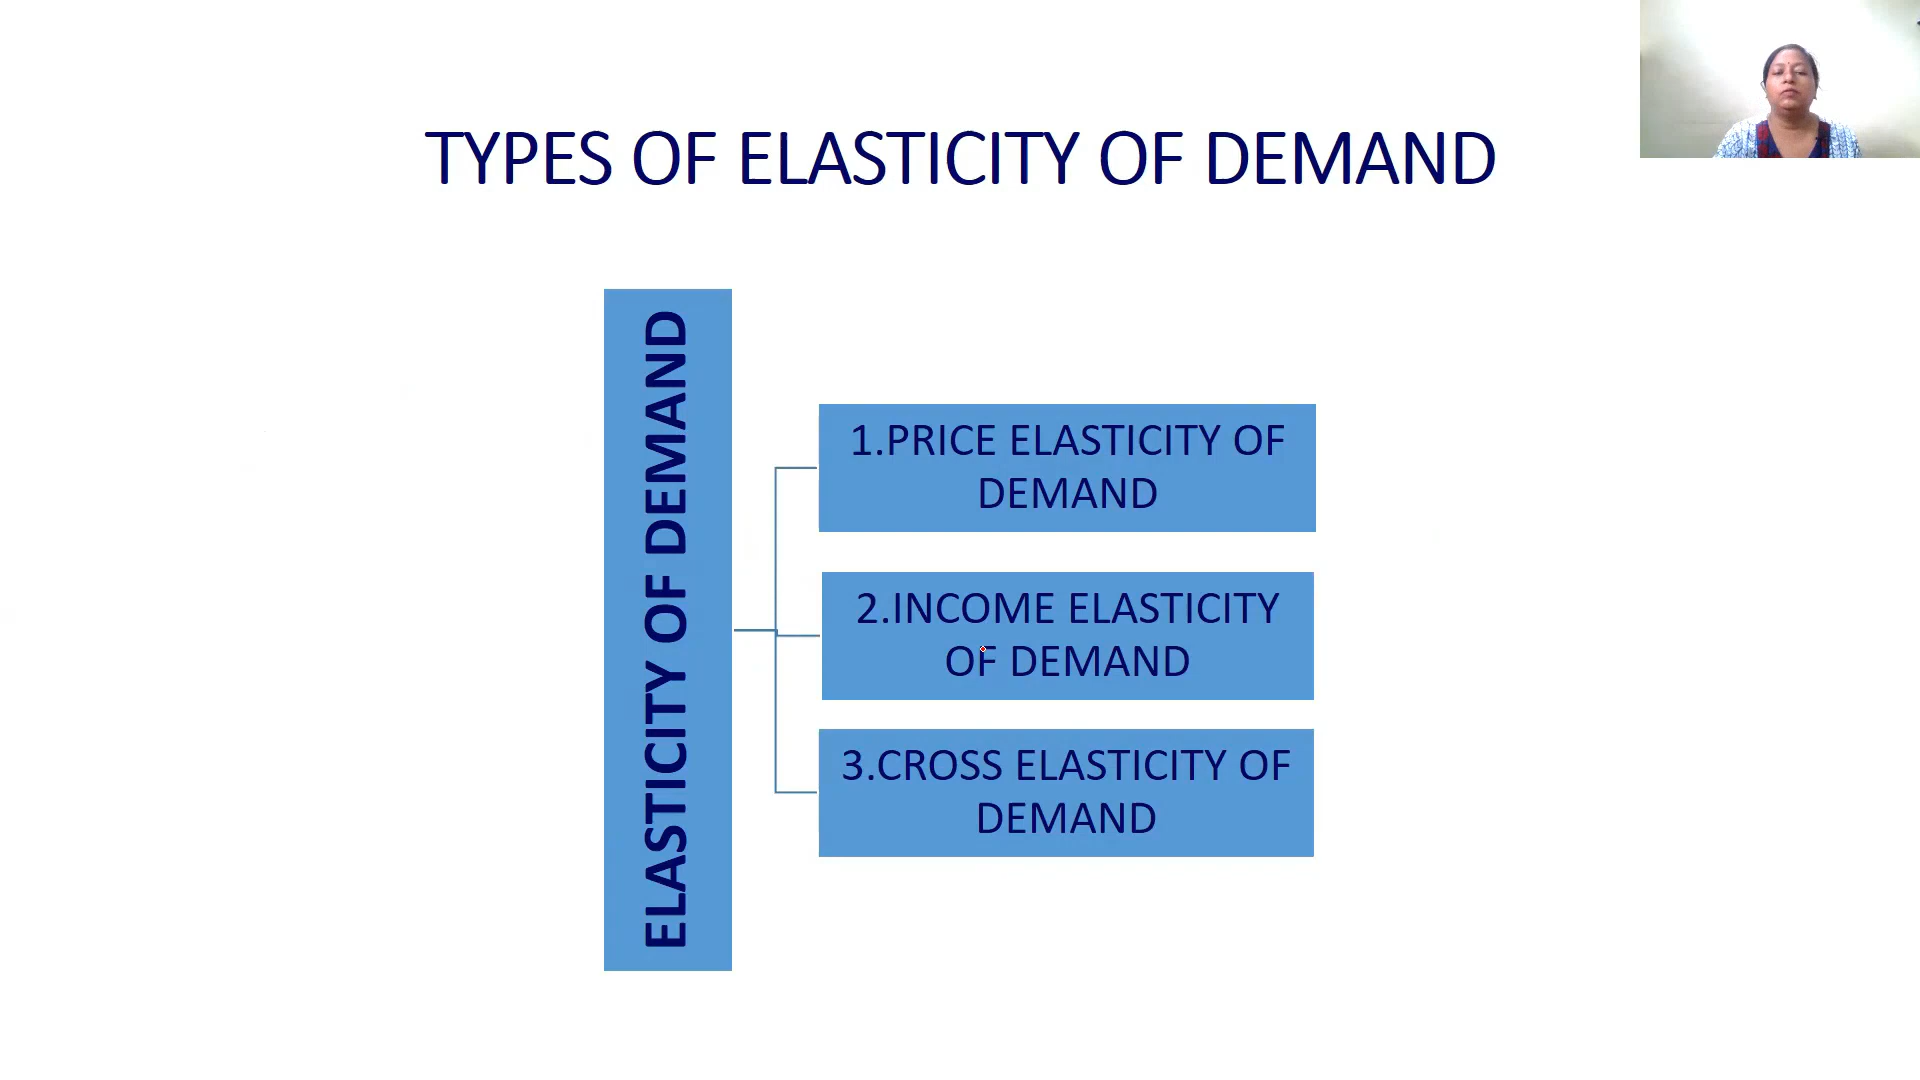 TYPES OF ELASTICITY OF DEMAND
ELASTICITY OF DEMAND
1.PRICE ELASTICITY OF
DEMAND
2.INCOME ELASTICITY
OF DEMAND
3.CROSS ELASTICITY OF
DEMAND